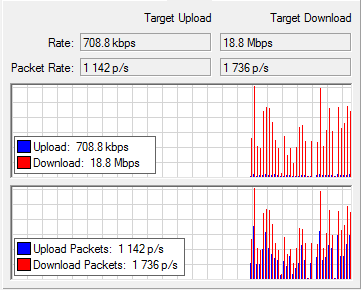 Target Upload Target Download
Rate: 708.8 kbps 18.8 Mbps
Packet Rate: 1 142 p/s 1 736 p/s
Upload: 708.8 kbps
Download: 18.8 Mbps
Upload Packets: 1 142 p/s
Download Packets: 1 736 p/s